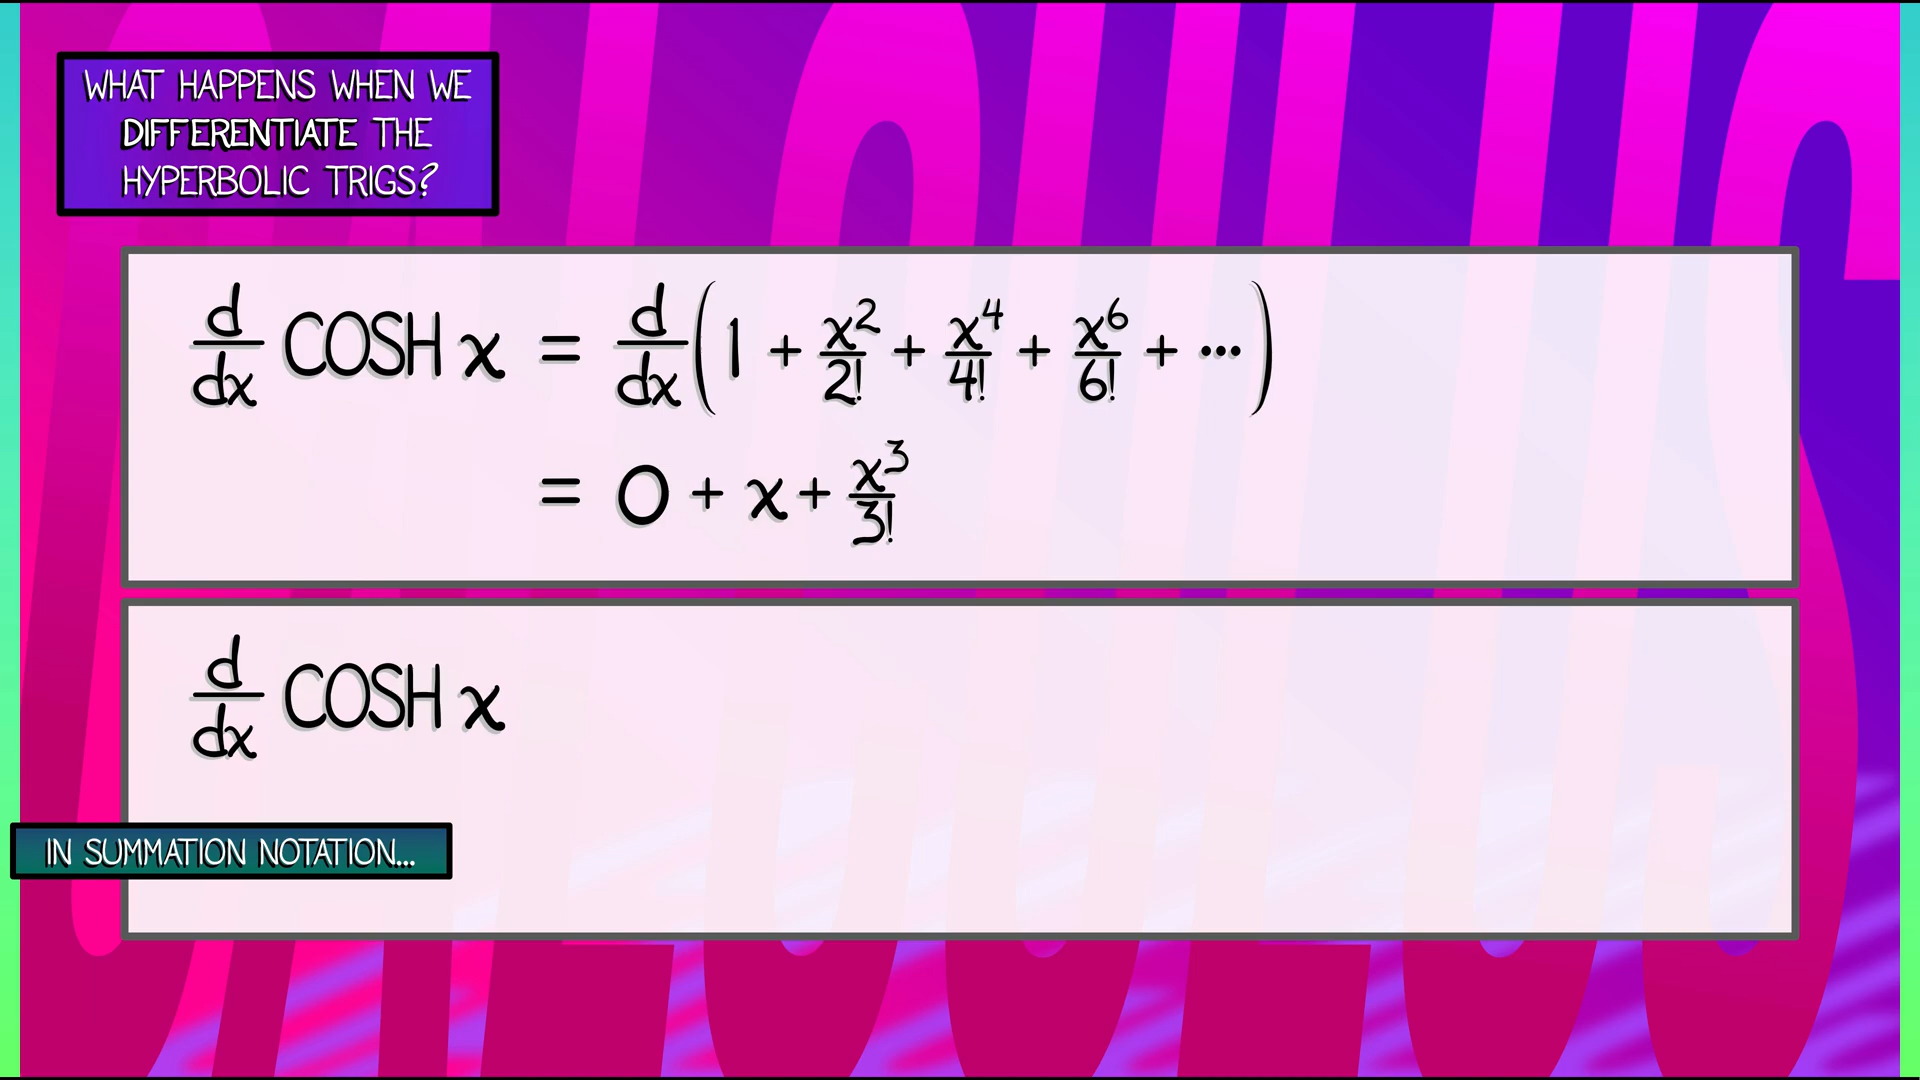 WHAT HAPPENS WHEN WE
DIFFERENTIATE THE
HYPERBOLIC TRIGS?
d/dx COSH x = d/dx (1 + x²/2! + x⁴/4! + x⁶/6! + ⋯)
= 0 + x + x³/3!
d/dx COSH x
IN SUMMATION NOTATION...